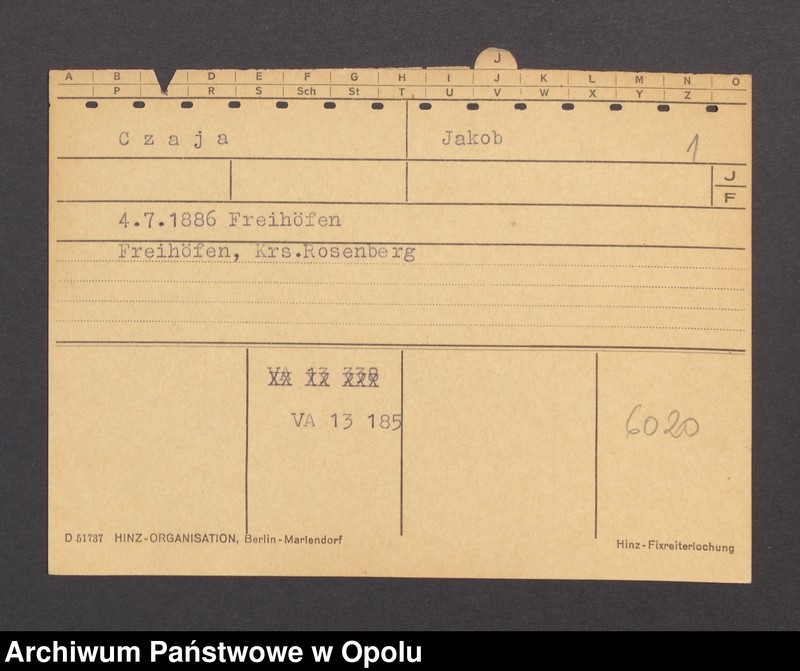 J
A B D E F G H I J K L M N O
P R S Sch St T U V W X Y Z
Czaja Jakob 1
J
F
4.7.1886 Freihöfen
Freihöfen, Krs.Rosenberg
VA 13 185
6020
D 51737 HINZ-ORGANISATION, Berlin-Mariendorf Hinz-Fixreiterlochung
Archiwum Państwowe w Opolu